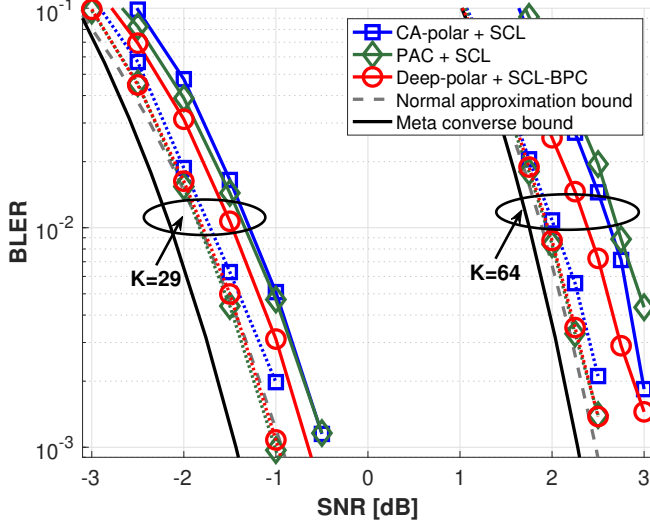 CA-polar + SCL
PAC + SCL
Deep-polar + SCL-BPC
Normal approximation bound
Meta converse bound
10^-1
10^-2
10^-3
BLER
K=29
K=64
-3 -2 -1 0 1 2 3
SNR [dB]